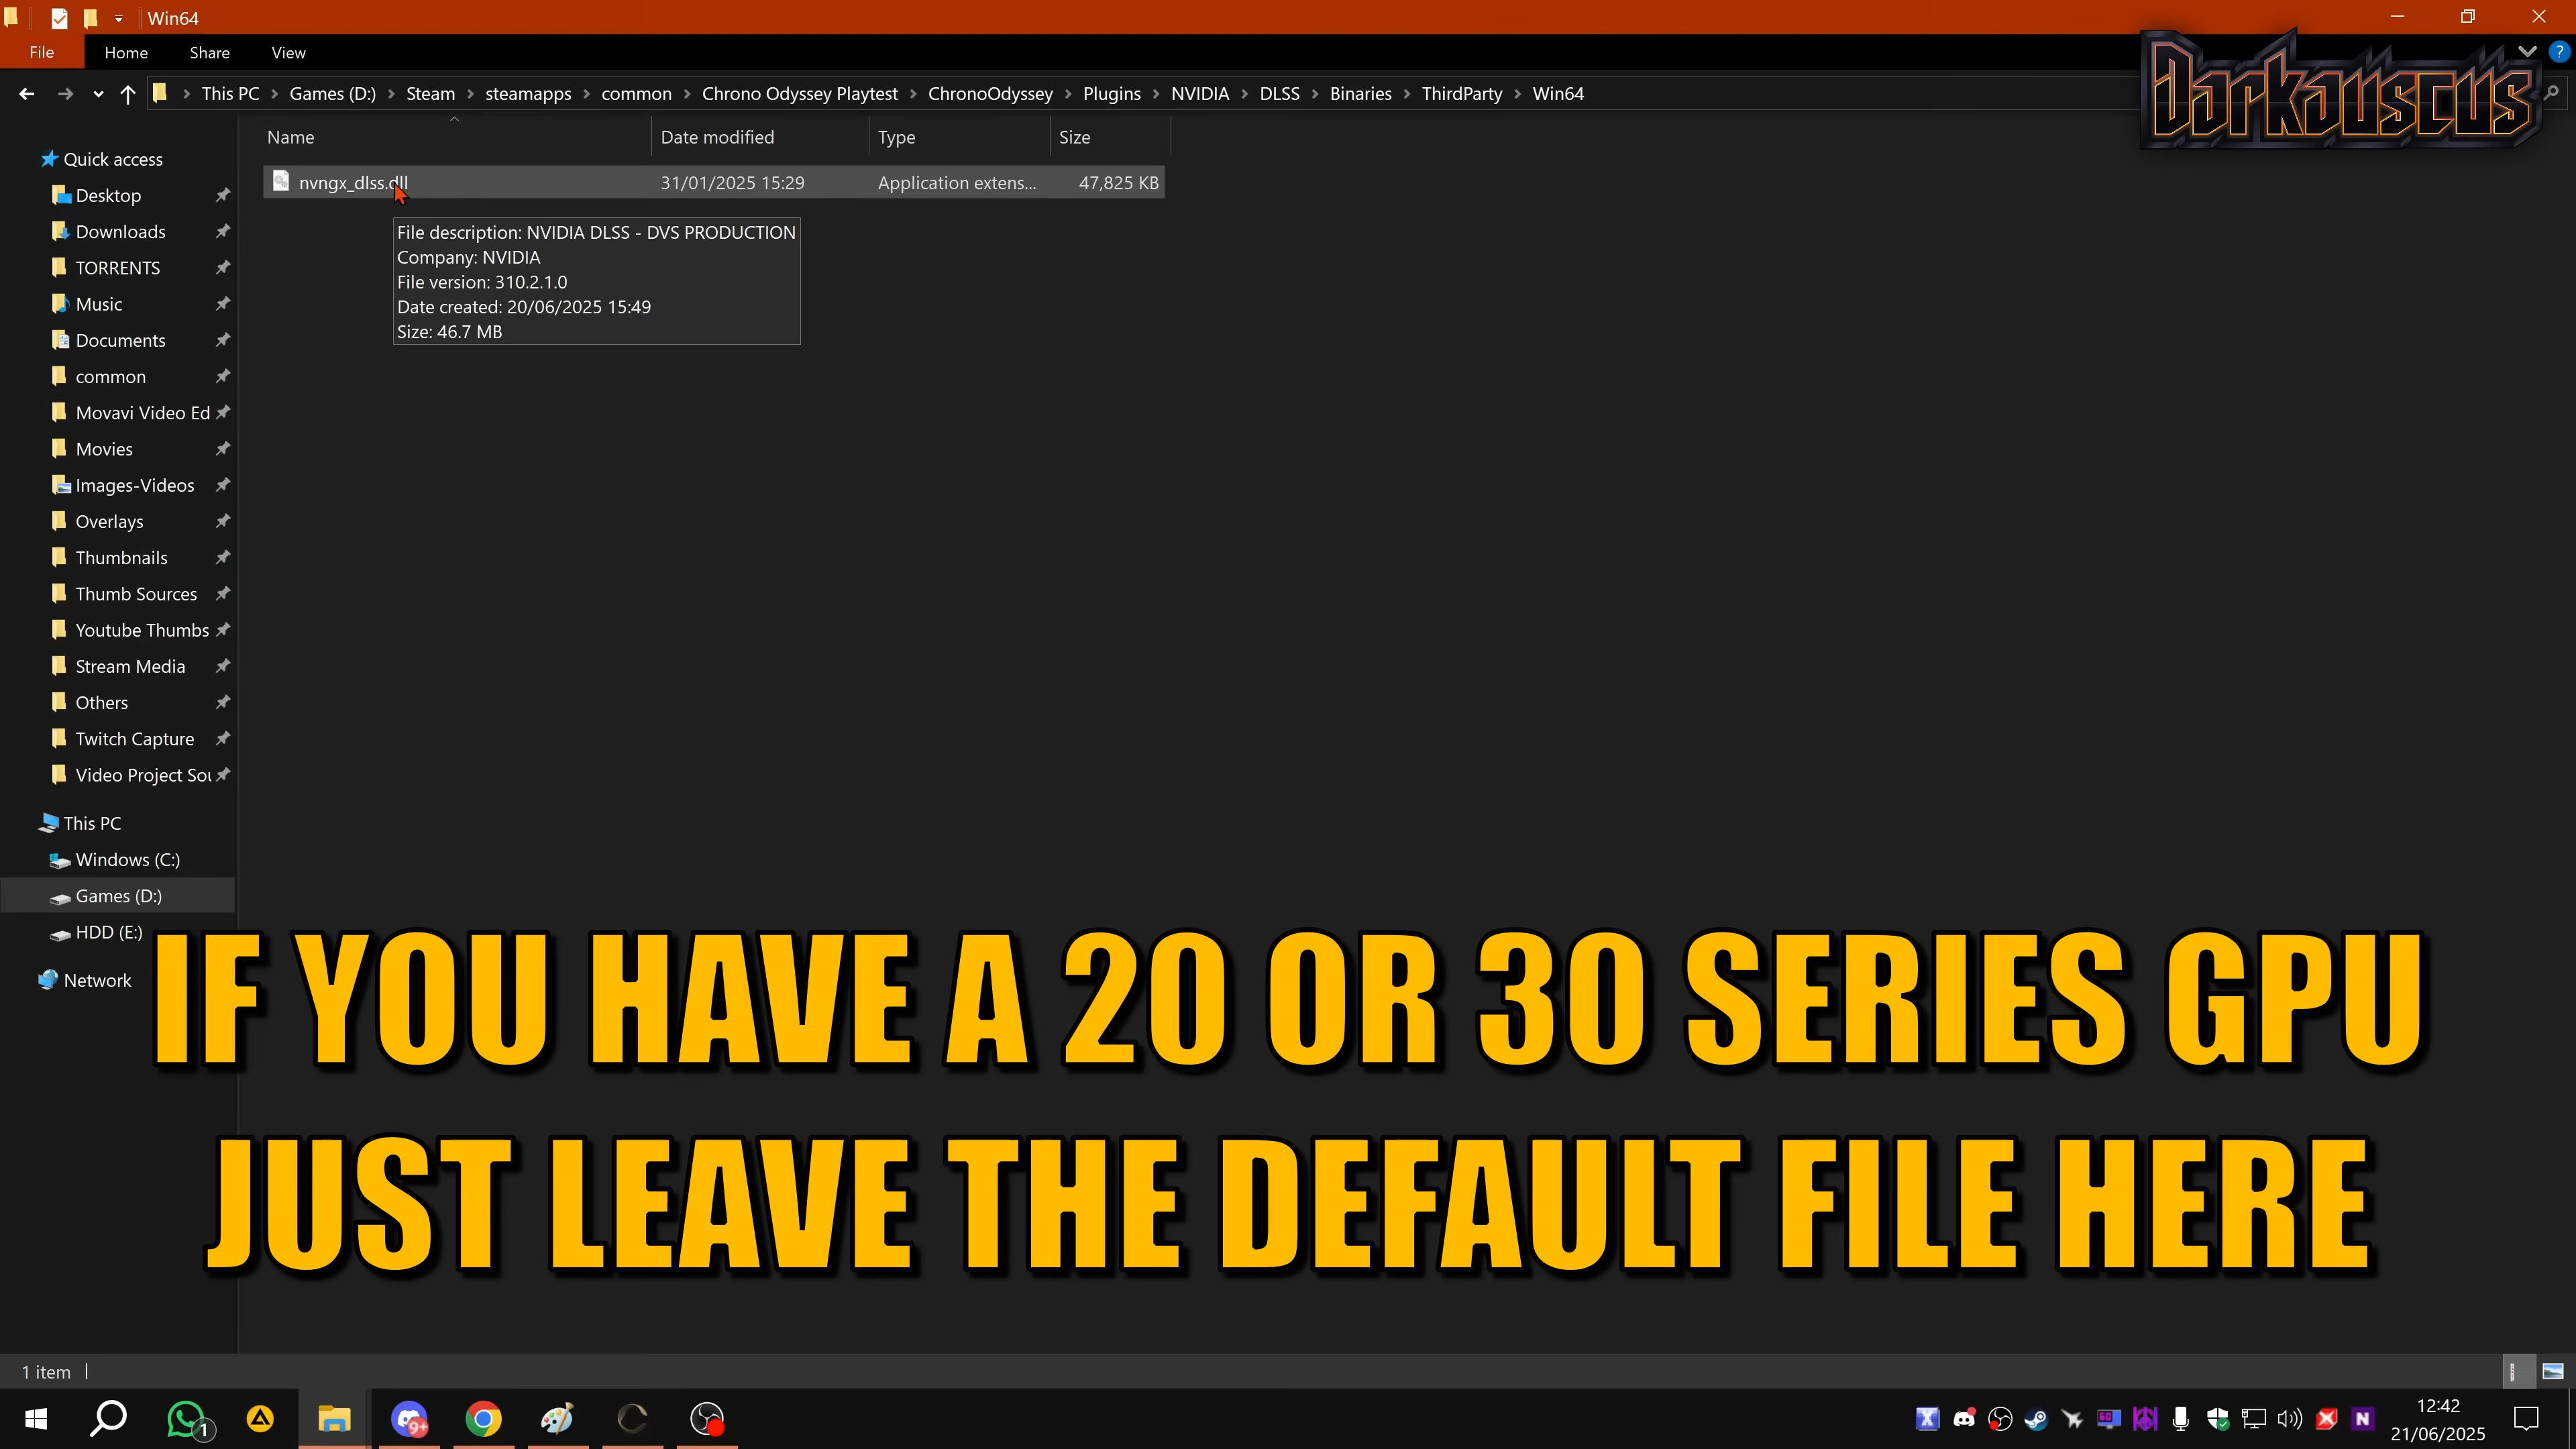 Win64
File
Home
Share
View
This PC
Games (D:)
Steam
steamapps
common
Chrono Odyssey Playtest
ChronoOdyssey
Plugins
NVIDIA
DLSS
Binaries
ThirdParty
Win64
Darkauscus
?
Name
Date modified
Type
Size
nvngx_dlss.dll
31/01/2025 15:29
Application extens...
47,825 KB
File description: NVIDIA DLSS - DVS PRODUCTION
Company: NVIDIA
File version: 310.2.1.0
Date created: 20/06/2025 15:49
Size: 46.7 MB
Quick access
Desktop
Downloads
TORRENTS
Music
Documents
common
Movavi Video Ed
Movies
Images-Videos
Overlays
Thumbnails
Thumb Sources
Youtube Thumbs
Stream Media
Others
Twitch Capture
Video Project Sou
This PC
Windows (C:)
Games (D:)
HDD (E:)
Network
IF YOU HAVE A 20 OR 30 SERIES GPU
JUST LEAVE THE DEFAULT FILE HERE
1 item
1
9+
60
N
12:42
21/06/2025